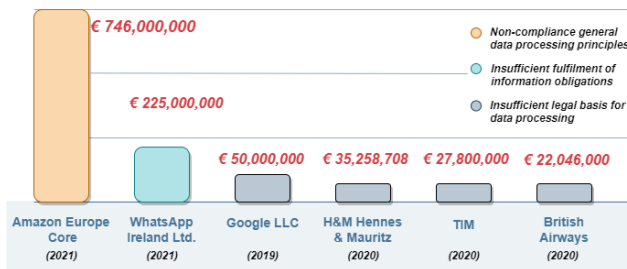 € 746,000,000
Non-compliance general
data processing principles
Insufficient fulfilment of
information obligations
€ 225,000,000
Insufficient legal basis for
data processing
€ 50,000,000
€ 35,258,708
€ 27,800,000
€ 22,046,000
Amazon Europe
Core
(2021)
WhatsApp
Ireland Ltd.
(2021)
Google LLC
(2019)
H&M Hennes
& Mauritz
(2020)
TIM
(2020)
British
Airways
(2020)